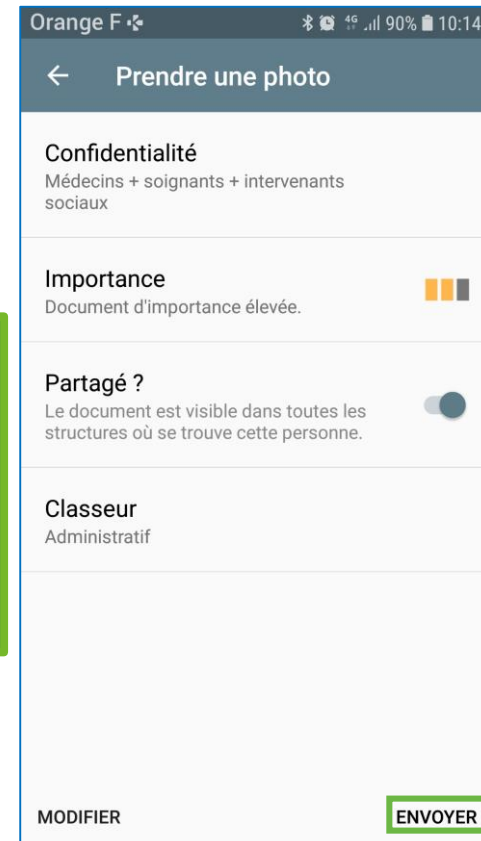 Orange F 4G 90% 10:14
Prendre une photo
Confidentialité
Médecins + soignants + intervenants
sociaux
Importance
Document d'importance élevée.
Partagé ?
Le document est visible dans toutes les
structures où se trouve cette personne.
Classeur
Administratif
MODIFIER ENVOYER